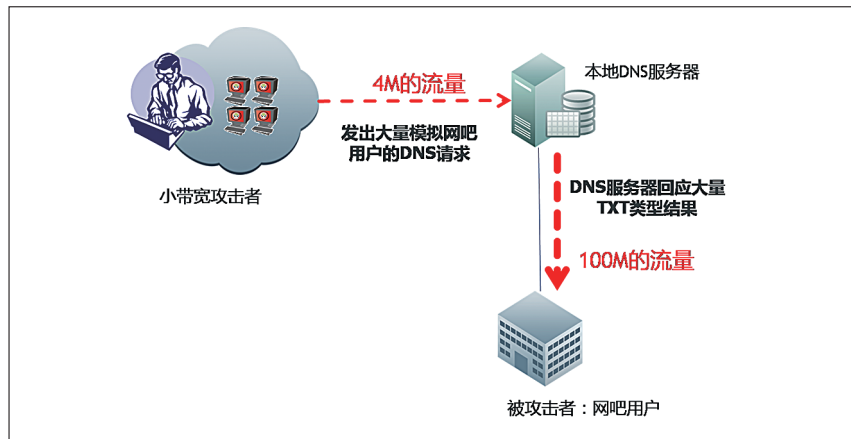 4M的流量
发出大量模拟网吧
用户的DNS请求
小带宽攻击者
本地DNS服务器
DNS服务器回应大量
TXT类型结果
100M的流量
被攻击者：网吧用户